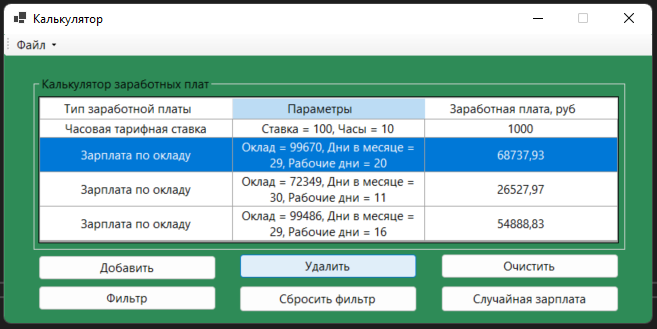 Калькулятор
Файл
Калькулятор заработных плат
Тип заработной платы Параметры Заработная плата, руб
Часовая тарифная ставка Ставка = 100, Часы = 10 1000
Зарплата по окладу Оклад = 99670, Дни в месяце = 29, Рабочие дни = 20 68737,93
Зарплата по окладу Оклад = 72349, Дни в месяце = 30, Рабочие дни = 11 26527,97
Зарплата по окладу Оклад = 99486, Дни в месяце = 29, Рабочие дни = 16 54888,83
Добавить Удалить Очистить
Фильтр Сбросить фильтр Случайная зарплата